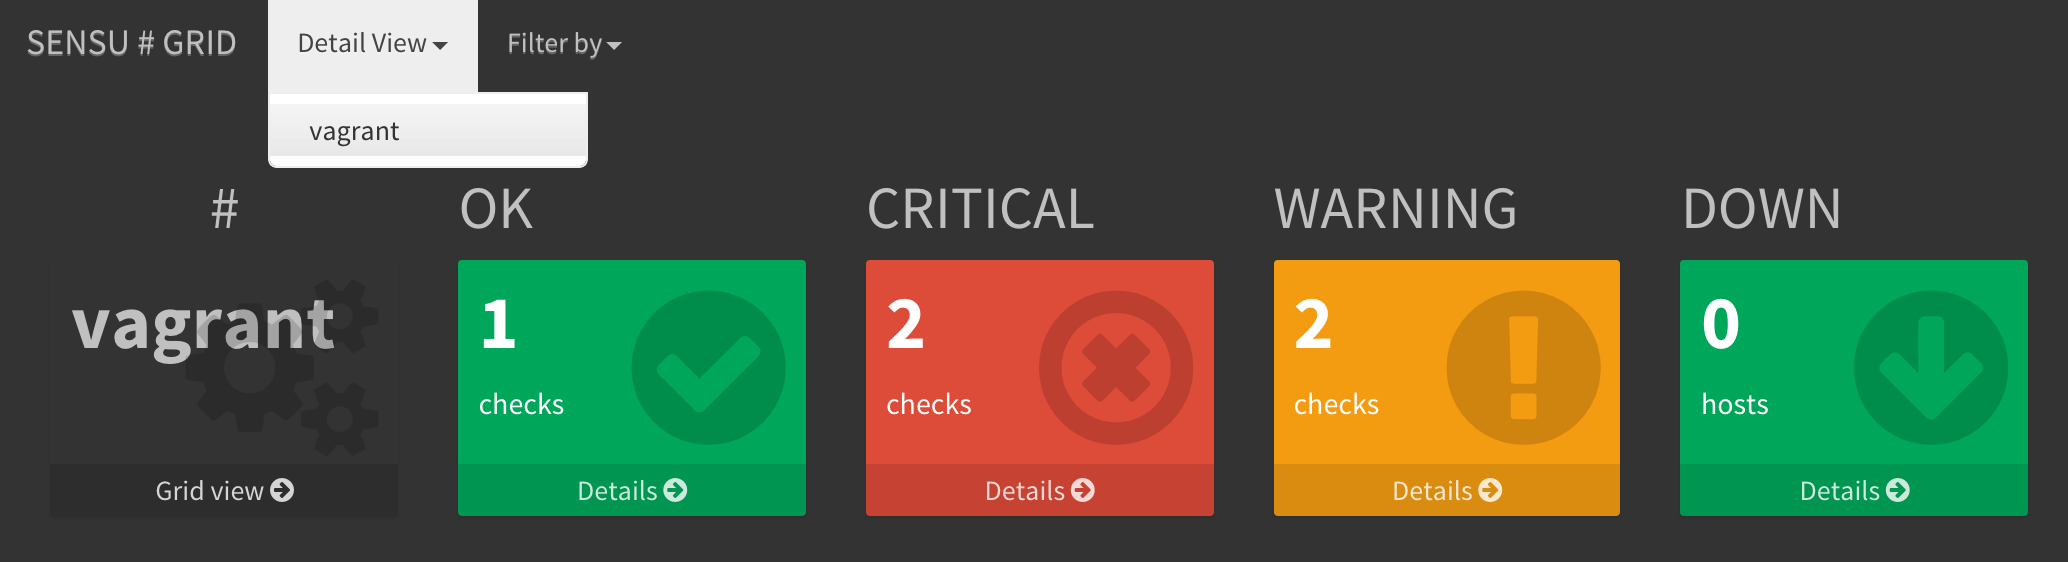 SENSU # GRID Detail View Filter by
vagrant
# OK CRITICAL WARNING DOWN
vagrant 1 2 2 0
checks checks checks hosts
Grid view Details Details Details Details